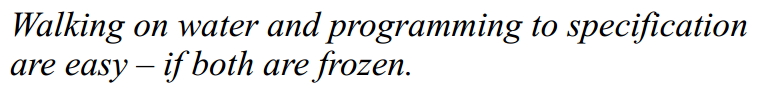 Walking on water and programming to specification
are easy – if both are frozen.